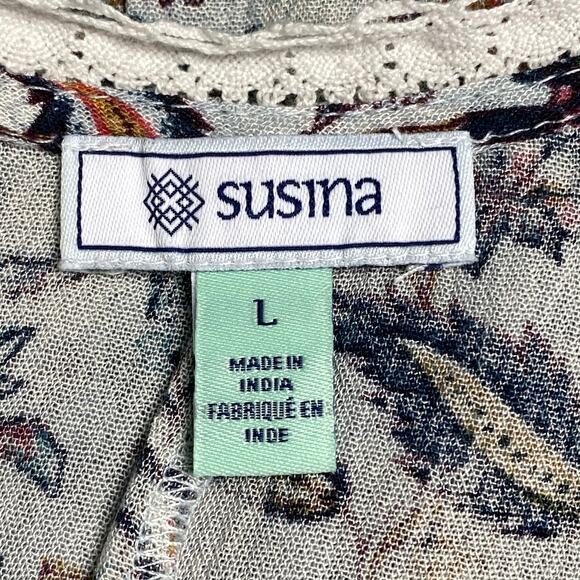 susina
L
MADE IN
INDIA
FABRIQUÉ EN
INDE